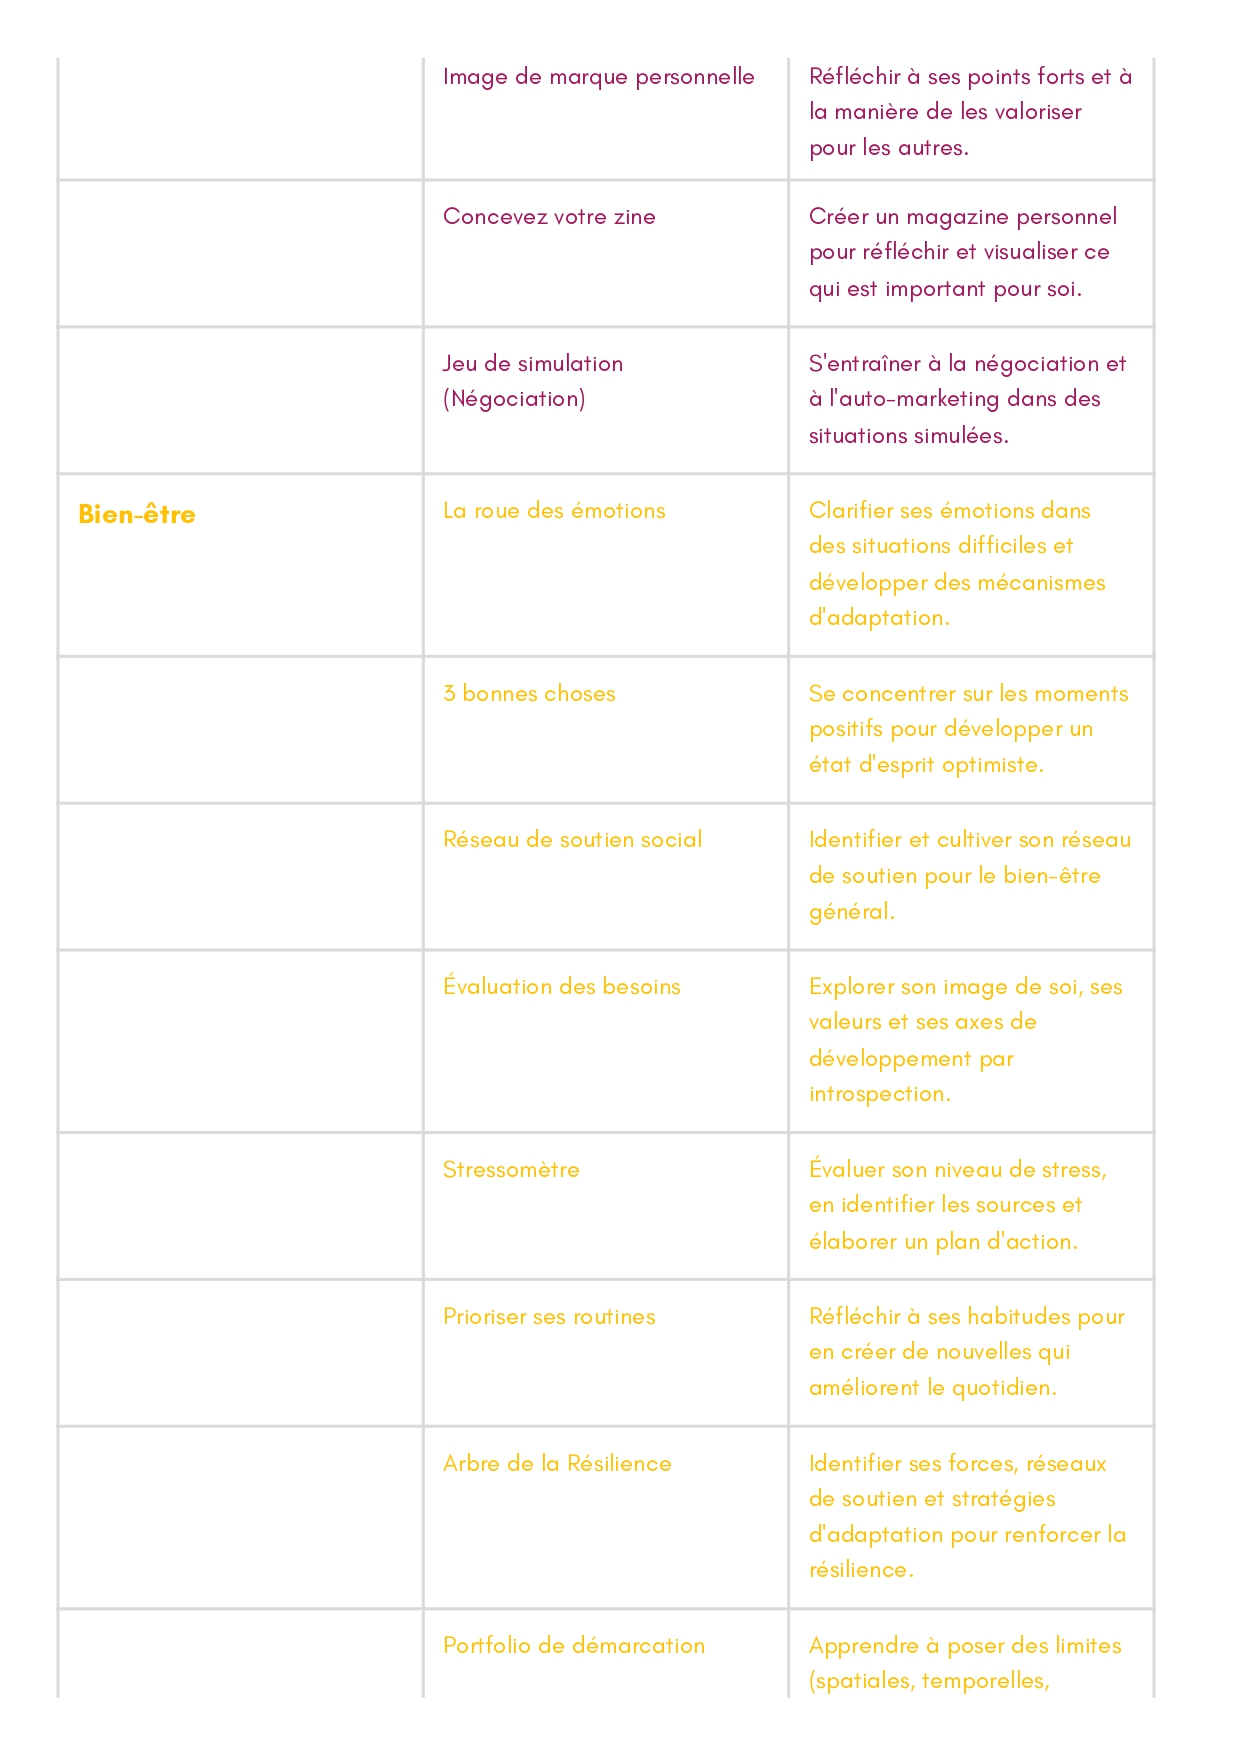 Image de marque personnelle
Réfléchir à ses points forts et à
la manière de les valoriser
pour les autres.
Concevez votre zine
Créer un magazine personnel
pour réfléchir et visualiser ce
qui est important pour soi.
Jeu de simulation
(Négociation)
S'entraîner à la négociation et
à l'auto-marketing dans des
situations simulées.
Bien-être
La roue des émotions
Clarifier ses émotions dans
des situations difficiles et
développer des mécanismes
d'adaptation.
3 bonnes choses
Se concentrer sur les moments
positifs pour développer un
état d'esprit optimiste.
Réseau de soutien social
Identifier et cultiver son réseau
de soutien pour le bien-être
général.
Évaluation des besoins
Explorer son image de soi, ses
valeurs et ses axes de
développement par
introspection.
Stressomètre
Évaluer son niveau de stress,
en identifier les sources et
élaborer un plan d'action.
Prioriser ses routines
Réfléchir à ses habitudes pour
en créer de nouvelles qui
améliorent le quotidien.
Arbre de la Résilience
Identifier ses forces, réseaux
de soutien et stratégies
d'adaptation pour renforcer la
résilience.
Portfolio de démarcation
Apprendre à poser des limites
(spatiales, temporelles,